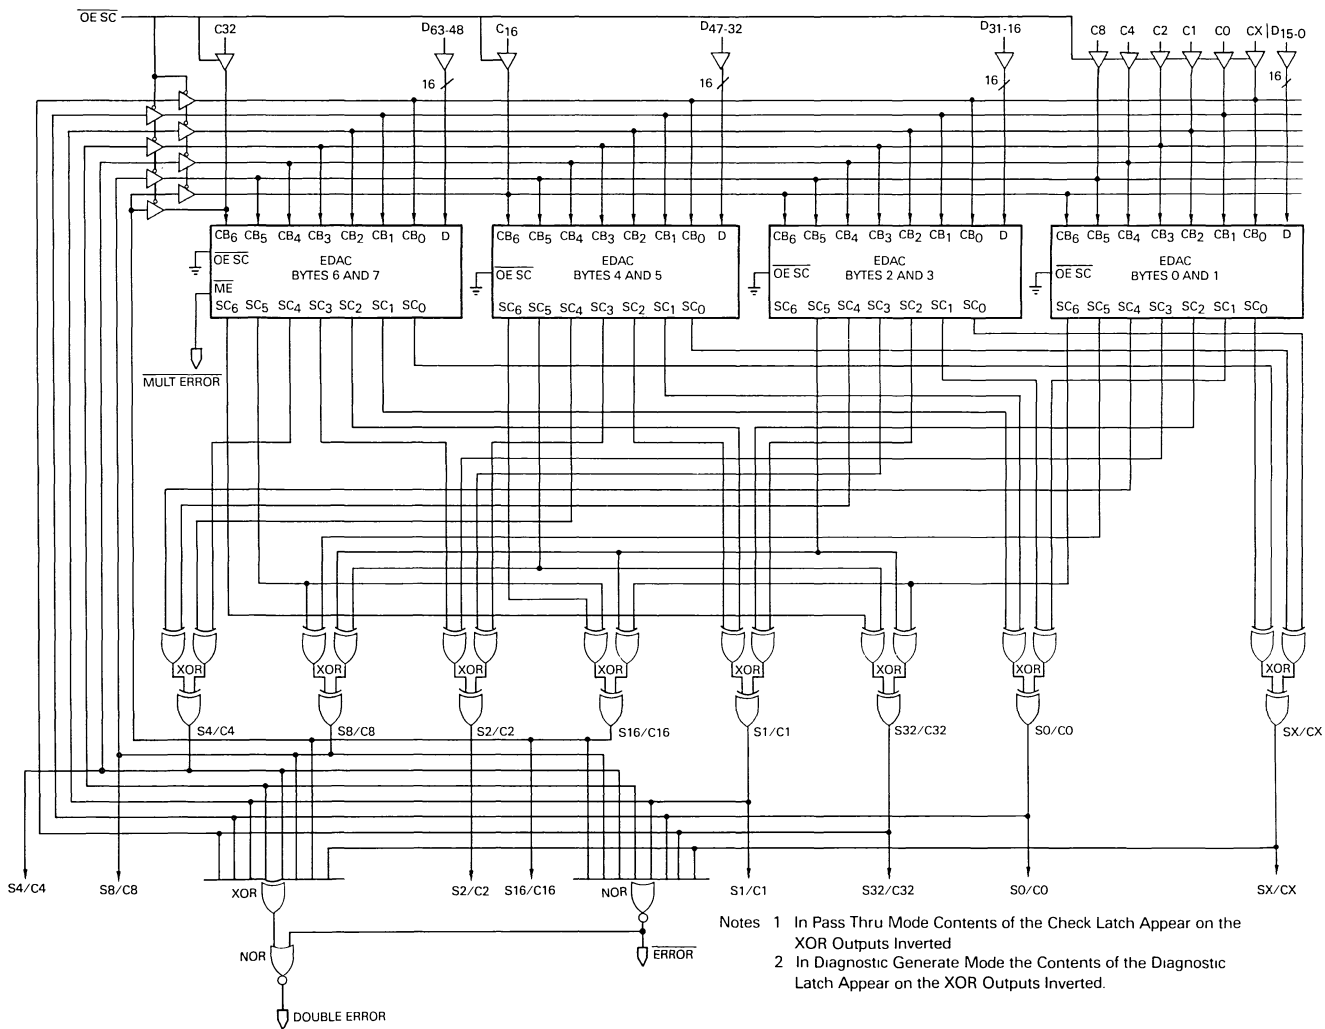 OE SC C32 D63-48 C16 D47-32 D31-16 C8 C4 C2 C1 C0 CX D15-0
16 16 16 16
CB6 CB5 CB4 CB3 CB2 CB1 CB0 D
OE SC
EDAC
BYTES 6 AND 7
ME
SC6 SC5 SC4 SC3 SC2 SC1 SC0
CB6 CB5 CB4 CB3 CB2 CB1 CB0 D
OE SC
EDAC
BYTES 4 AND 5
SC6 SC5 SC4 SC3 SC2 SC1 SC0
CB6 CB5 CB4 CB3 CB2 CB1 CB0 D
OE SC
EDAC
BYTES 2 AND 3
SC6 SC5 SC4 SC3 SC2 SC1 SC0
CB6 CB5 CB4 CB3 CB2 CB1 CB0 D
OE SC
EDAC
BYTES 0 AND 1
SC6 SC5 SC4 SC3 SC2 SC1 SC0
MULT ERROR
XOR XOR XOR XOR XOR XOR XOR XOR
S4/C4 S8/C8 S2/C2 S16/C16 S1/C1 S32/C32 S0/C0 SX/CX
S4/C4 S8/C8 XOR S2/C2 S16/C16 NOR S1/C1 S32/C32 S0/C0 SX/CX
NOR
ERROR
DOUBLE ERROR
Notes 1 In Pass Thru Mode Contents of the Check Latch Appear on the
XOR Outputs Inverted
2 In Diagnostic Generate Mode the Contents of the Diagnostic
Latch Appear on the XOR Outputs Inverted.